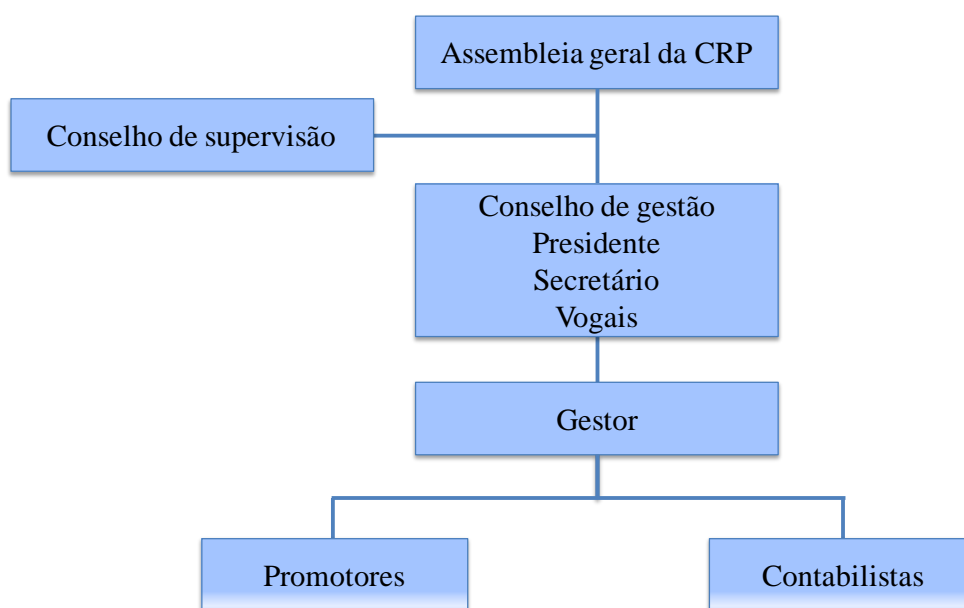 Assembleia geral da CRP
Conselho de supervisão
Conselho de gestão
Presidente
Secretário
Vogais
Gestor
Promotores
Contabilistas